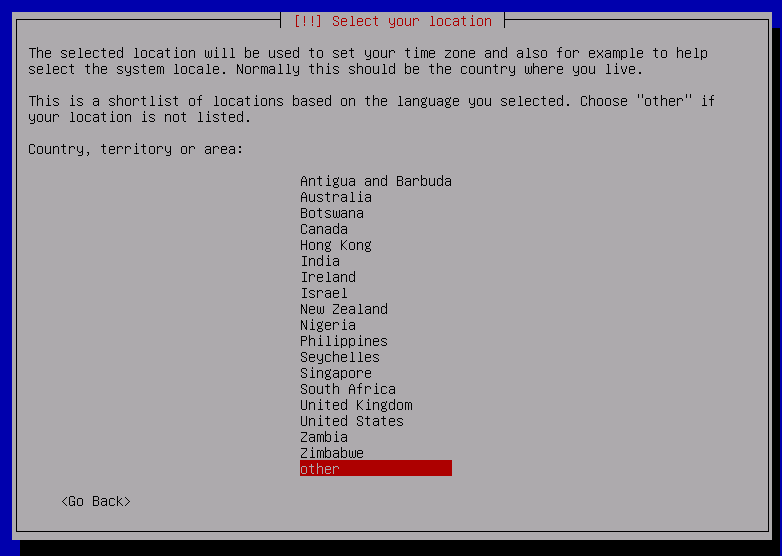 [!!] Select your location
The selected location will be used to set your time zone and also for example to help
select the system locale. Normally this should be the country where you live.
This is a shortlist of locations based on the language you selected. Choose "other" if
your location is not listed.
Country, territory or area:
Antigua and Barbuda
Australia
Botswana
Canada
Hong Kong
India
Ireland
Israel
New Zealand
Nigeria
Philippines
Seychelles
Singapore
South Africa
United Kingdom
United States
Zambia
Zimbabwe
other
<Go Back>